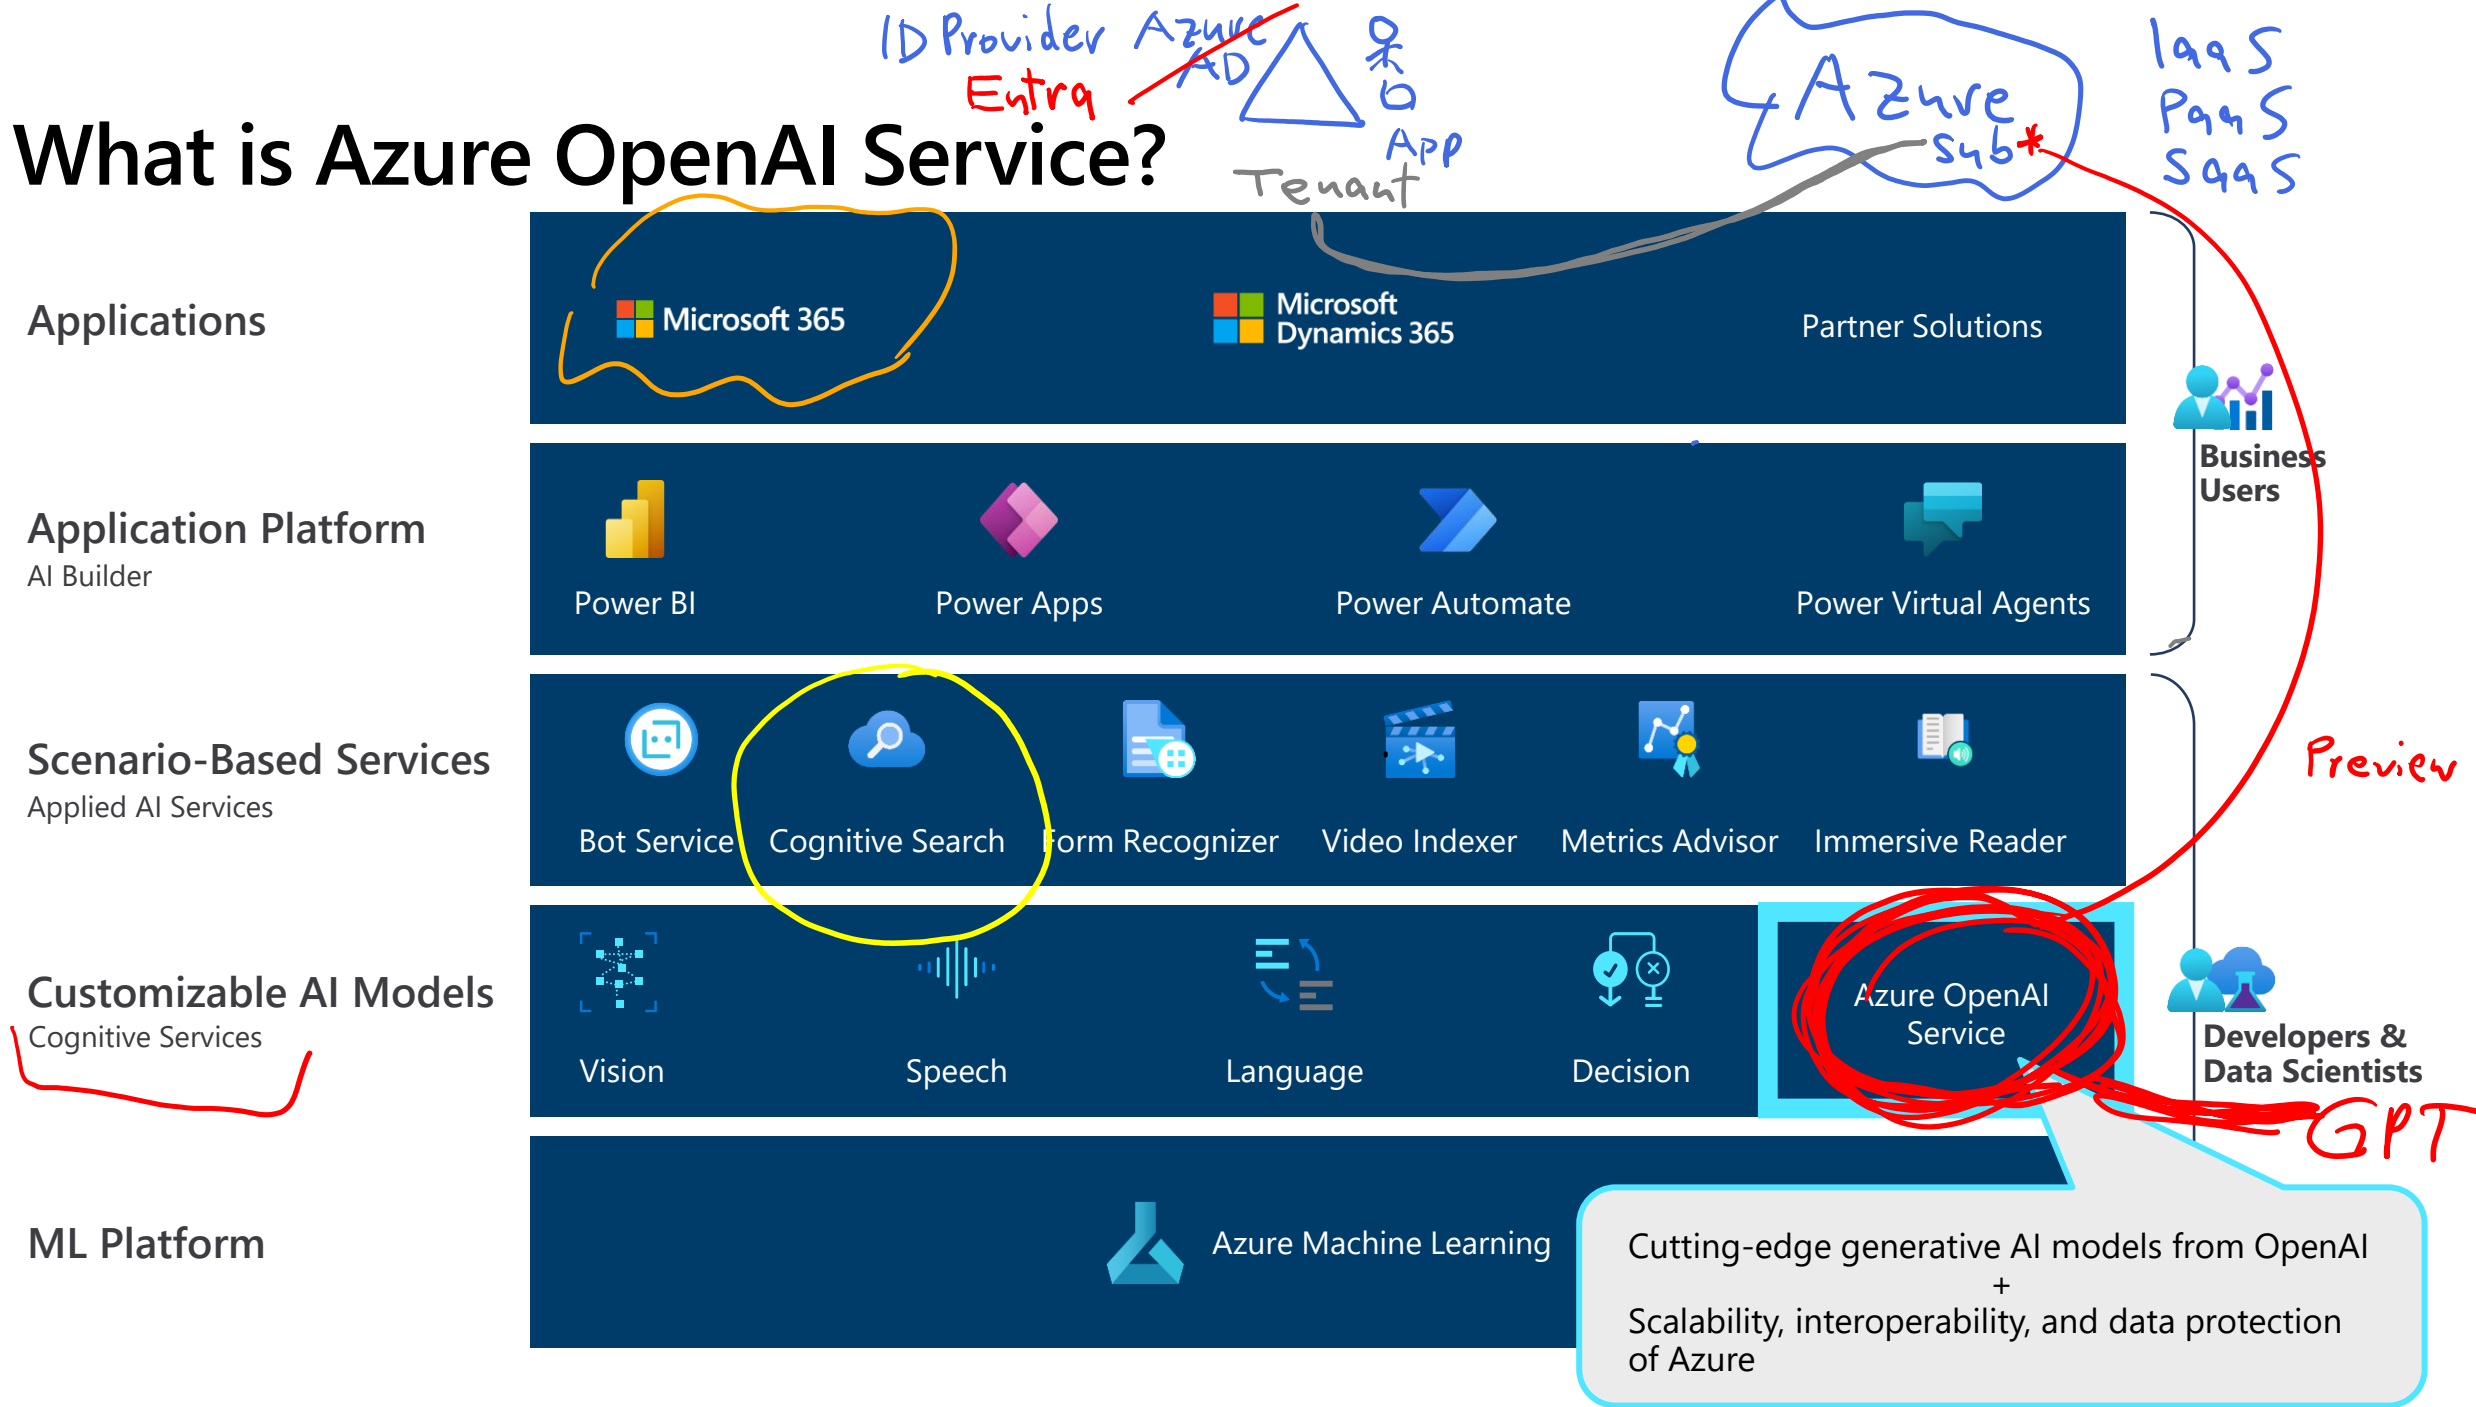 ID Provider Azure
AD
Entra
App
Tenant
Azure
Sub*
IaaS
PaaS
SaaS
What is Azure OpenAI Service?
Applications
Microsoft 365
Microsoft
Dynamics 365
Partner Solutions
Business
Users
Application Platform
AI Builder
Power BI
Power Apps
Power Automate
Power Virtual Agents
Scenario-Based Services
Applied AI Services
Bot Service
Cognitive Search
Form Recognizer
Video Indexer
Metrics Advisor
Immersive Reader
Preview
Customizable AI Models
Cognitive Services
Vision
Speech
Language
Decision
Azure OpenAI
Service
Developers &
Data Scientists
GPT
ML Platform
Azure Machine Learning
Cutting-edge generative AI models from OpenAI
+
Scalability, interoperability, and data protection
of Azure